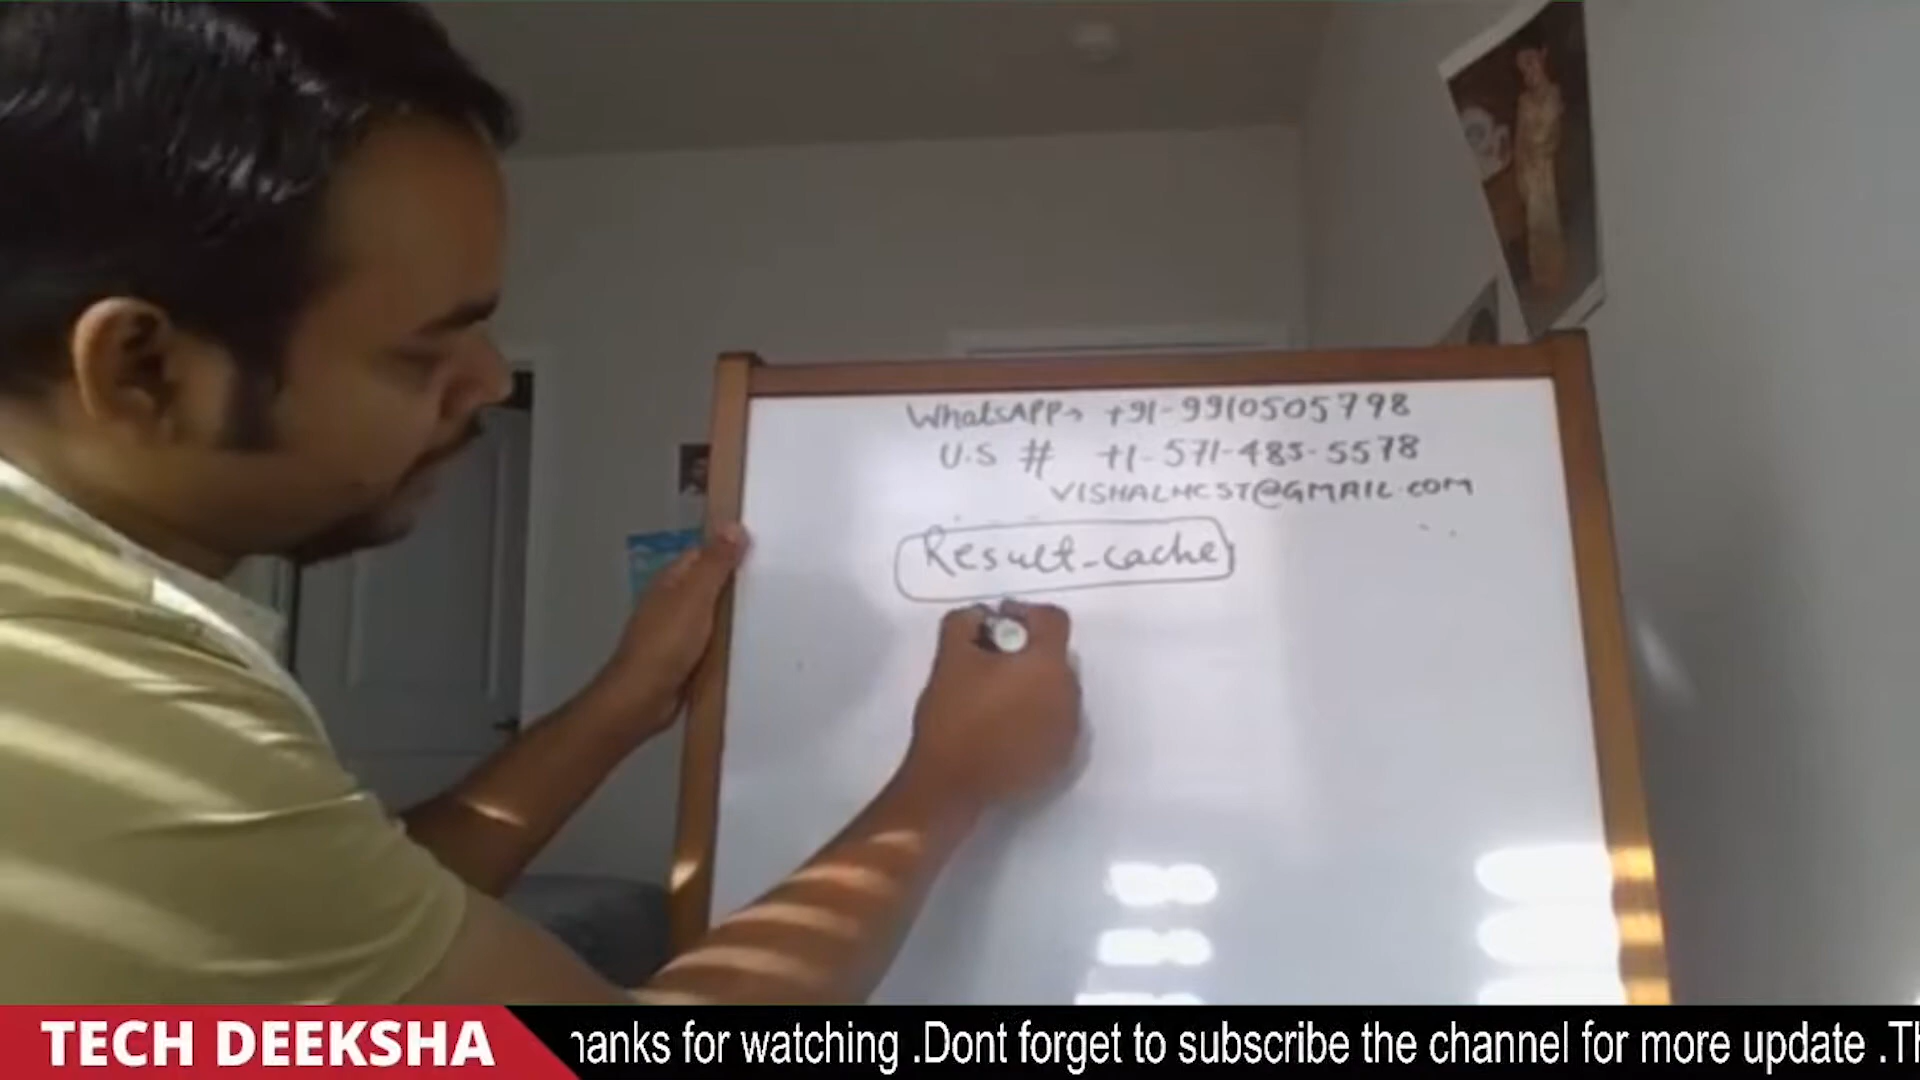 WhatsAPP→ +91-9910505798
U.S # +1-571-485-5578
VISHALMCST@GMAIL.COM
Result-cache
TECH DEEKSHA
hanks for watching .Dont forget to subscribe the channel for more update .Th